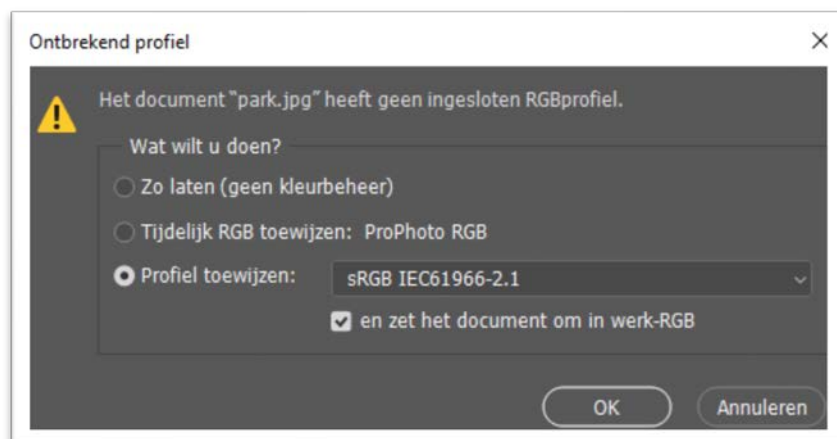 Ontbrekend profiel
Het document "park.jpg" heeft geen ingesloten RGBprofiel.
Wat wilt u doen?
Zo laten (geen kleurbeheer)
Tijdelijk RGB toewijzen: ProPhoto RGB
Profiel toewijzen: sRGB IEC61966-2.1
en zet het document om in werk-RGB
OK Annuleren